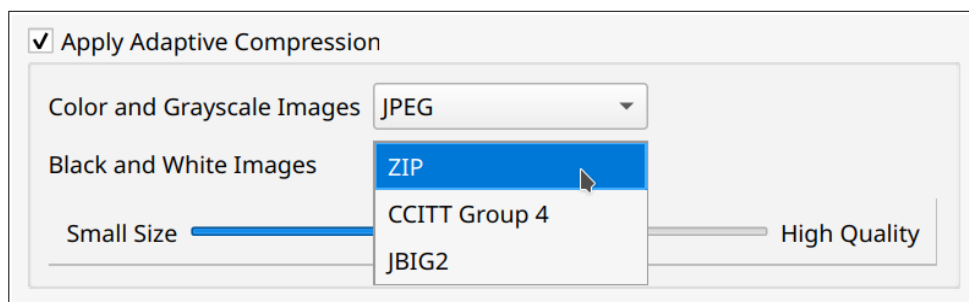 Apply Adaptive Compression
Color and Grayscale Images JPEG
Black and White Images ZIP
CCITT Group 4
Small Size High Quality
JBIG2